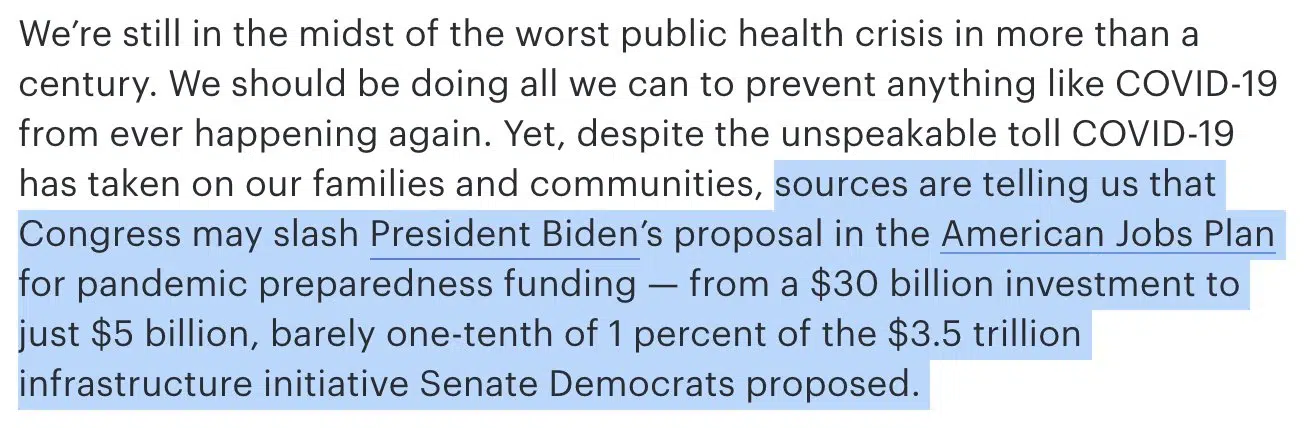 We’re still in the midst of the worst public health crisis in more than a
century. We should be doing all we can to prevent anything like COVID-19
from ever happening again. Yet, despite the unspeakable toll COVID-19
has taken on our families and communities, sources are telling us that
Congress may slash President Biden’s proposal in the American Jobs Plan
for pandemic preparedness funding — from a $30 billion investment to
just $5 billion, barely one-tenth of 1 percent of the $3.5 trillion
infrastructure initiative Senate Democrats proposed.